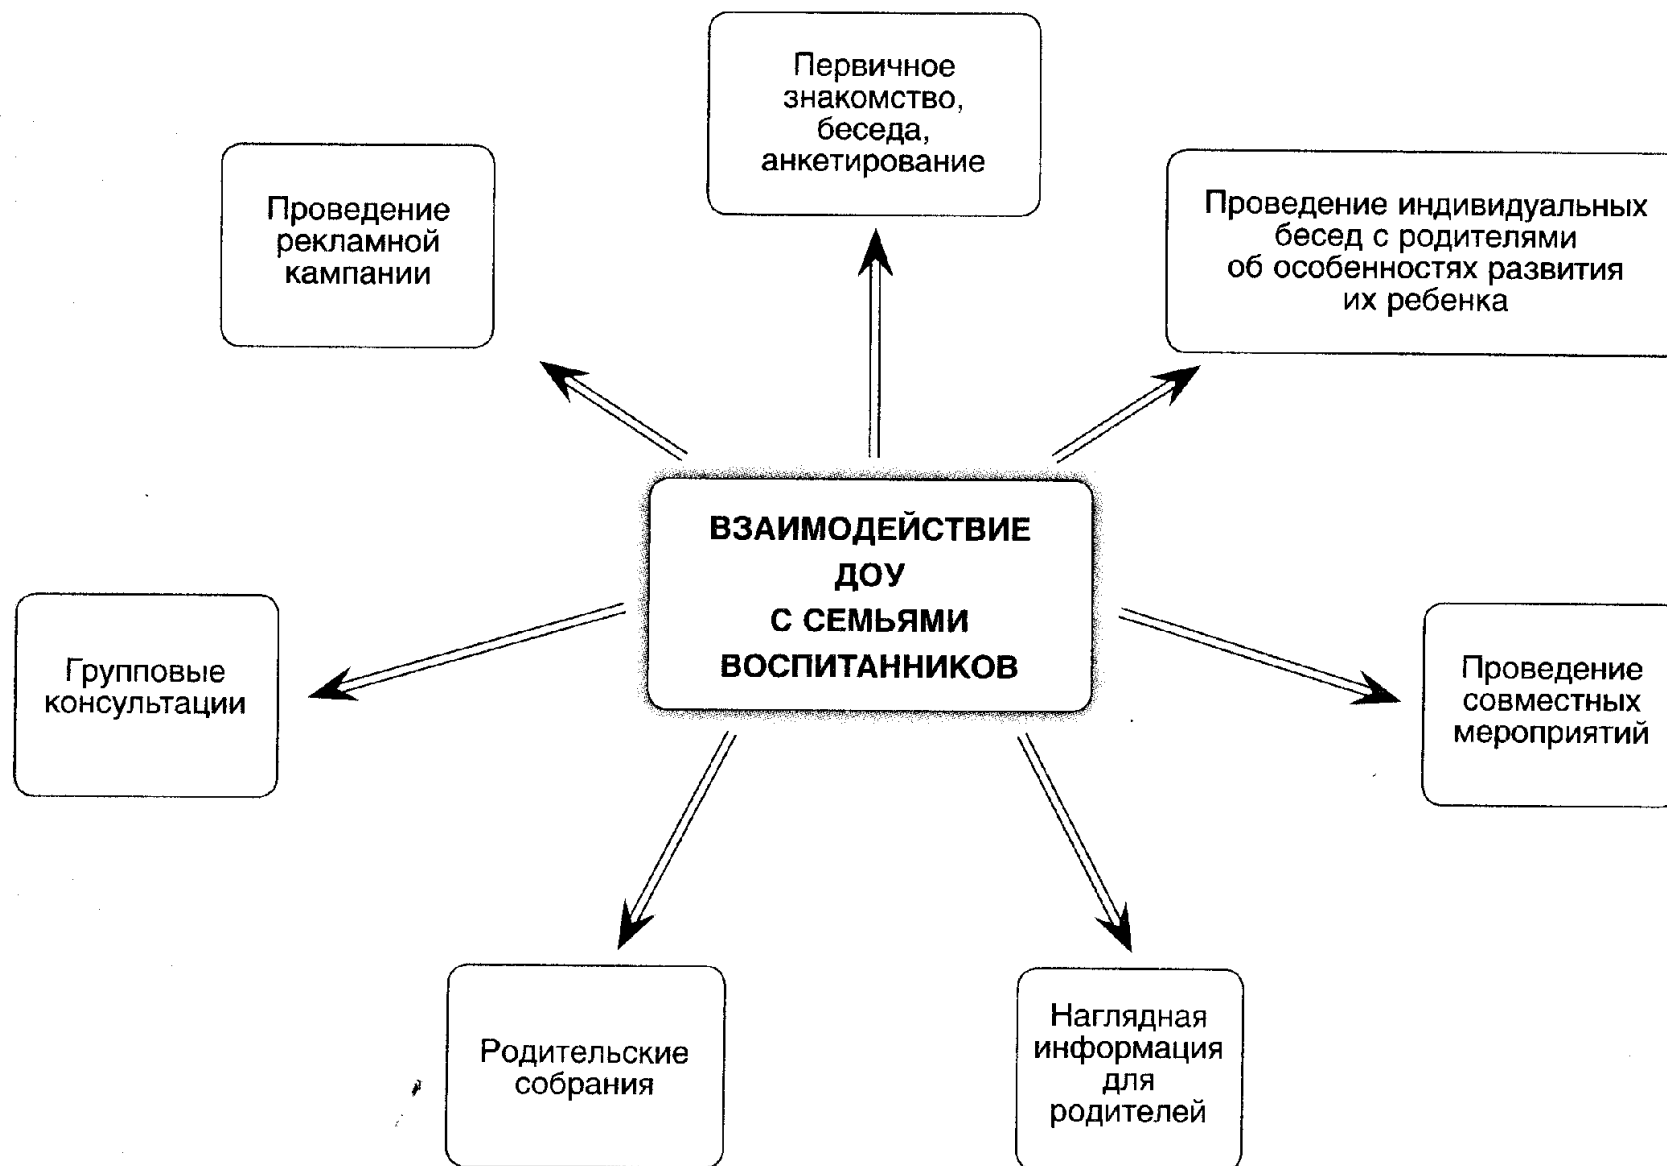 Первичное
знакомство,
беседа,
анкетирование
Проведение
рекламной
кампании
Проведение индивидуальных
бесед с родителями
об особенностях развития
их ребенка
ВЗАИМОДЕЙСТВИЕ
ДОУ
С СЕМЬЯМИ
ВОСПИТАННИКОВ
Групповые
консультации
Проведение
совместных
мероприятий
Родительские
собрания
Наглядная
информация
для
родителей